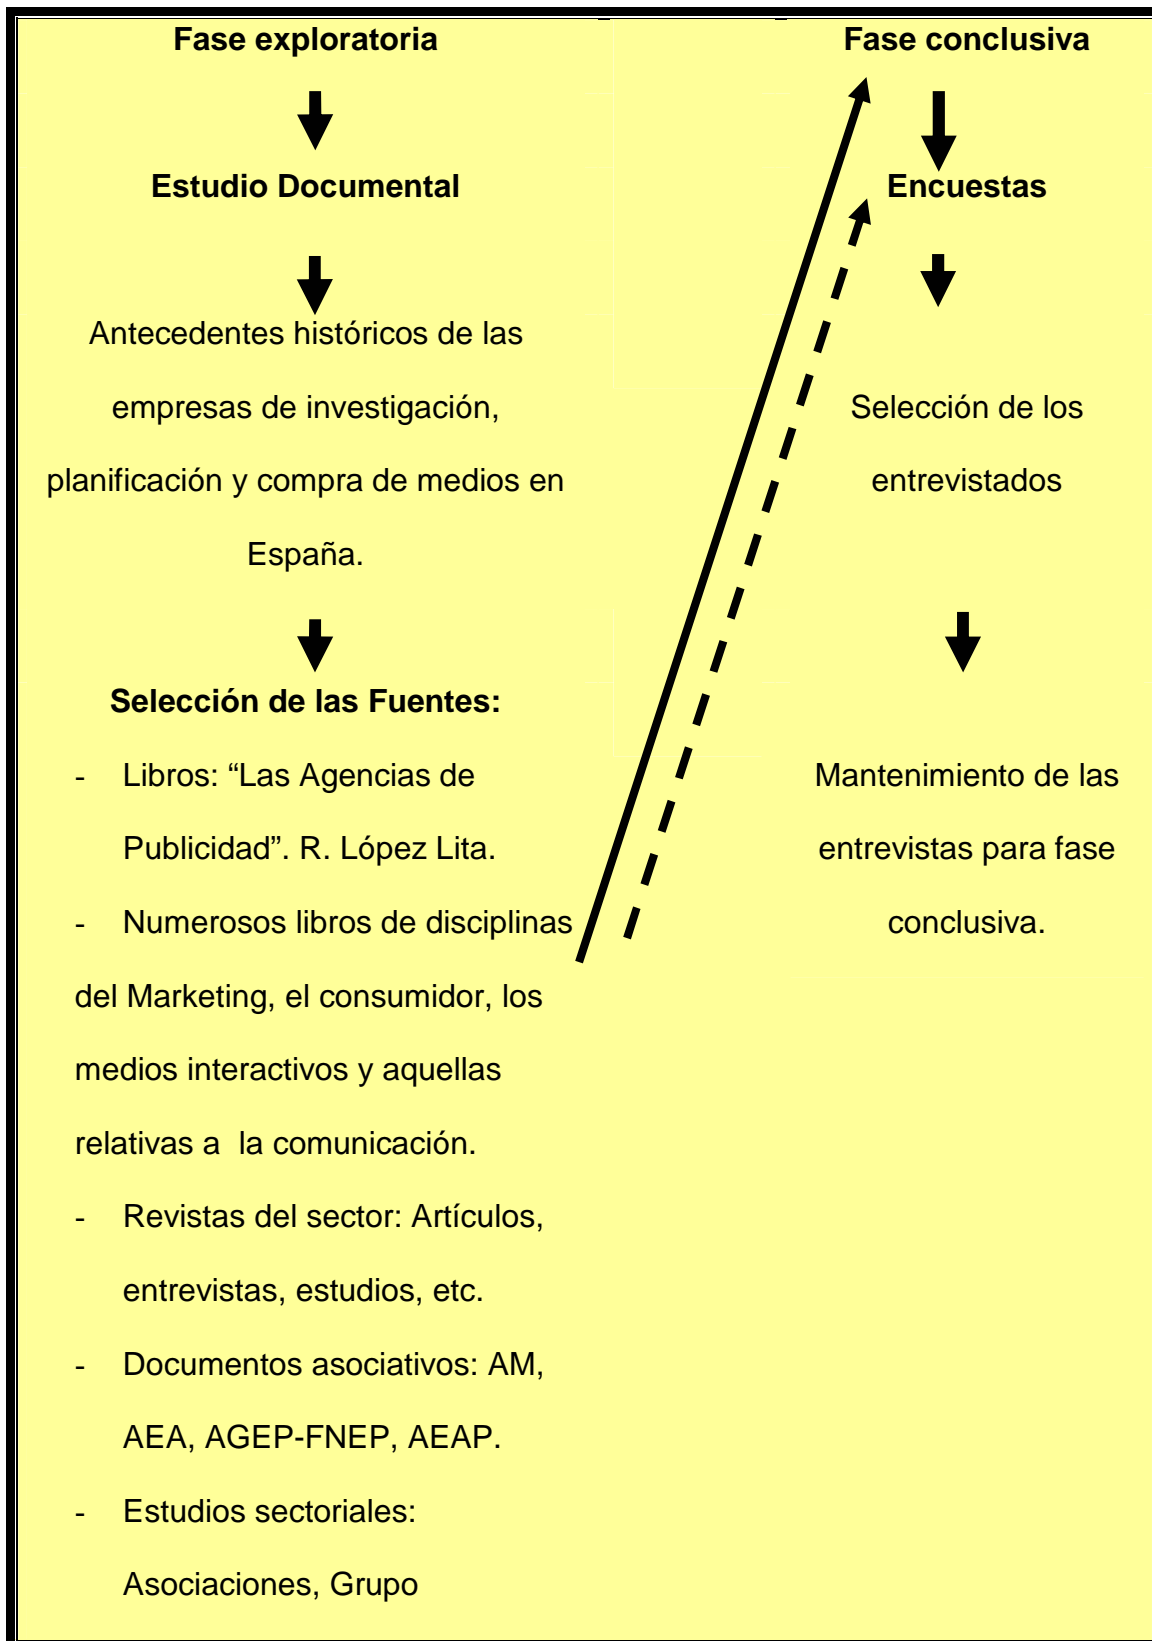 Fase exploratoria
Estudio Documental
Antecedentes históricos de las
empresas de investigación,
planificación y compra de medios en
España.
Selección de las Fuentes:
- Libros: “Las Agencias de
Publicidad”. R. López Lita.
- Numerosos libros de disciplinas
del Marketing, el consumidor, los
medios interactivos y aquellas
relativas a la comunicación.
- Revistas del sector: Artículos,
entrevistas, estudios, etc.
- Documentos asociativos: AM,
AEA, AGEP-FNEP, AEAP.
- Estudios sectoriales:
Asociaciones, Grupo
Fase conclusiva
Encuestas
Selección de los
entrevistados
Mantenimiento de las
entrevistas para fase
conclusiva.